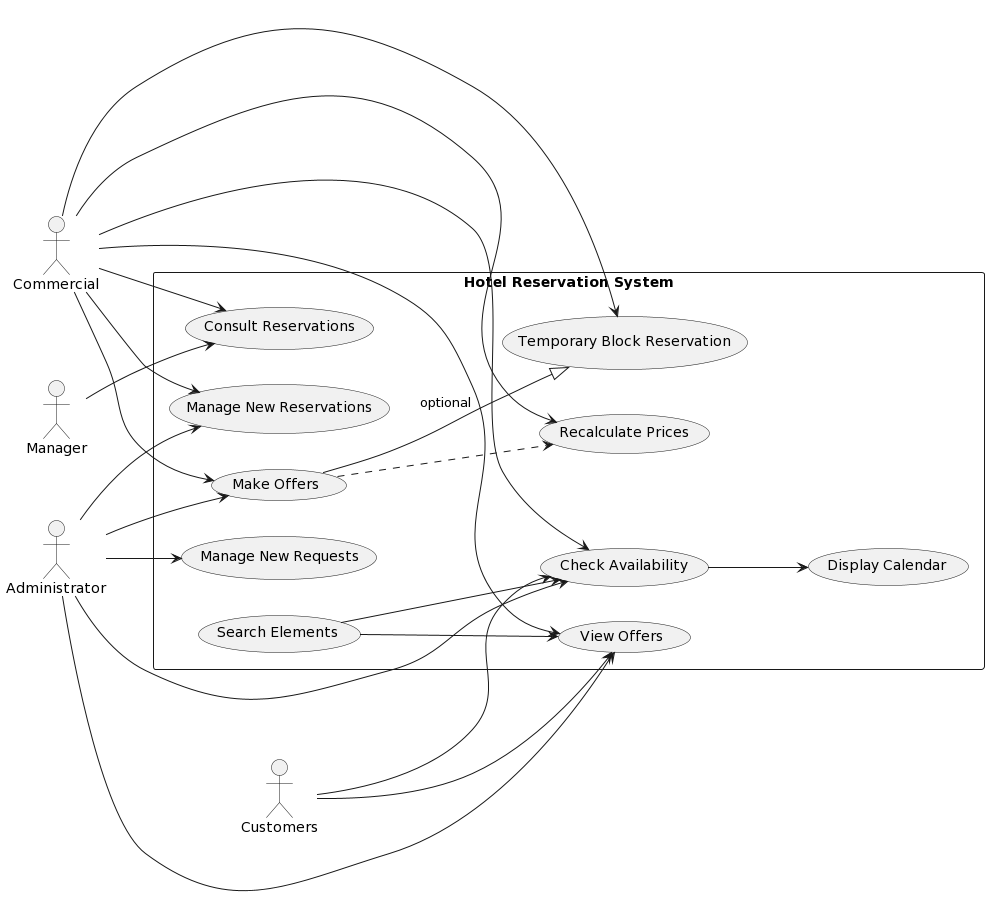 Hotel Reservation System
Commercial
Consult Reservations
Temporary Block Reservation
Manage New Reservations
optional
Recalculate Prices
Manager
Make Offers
Manage New Requests
Check Availability
Display Calendar
Administrator
Search Elements
View Offers
Customers